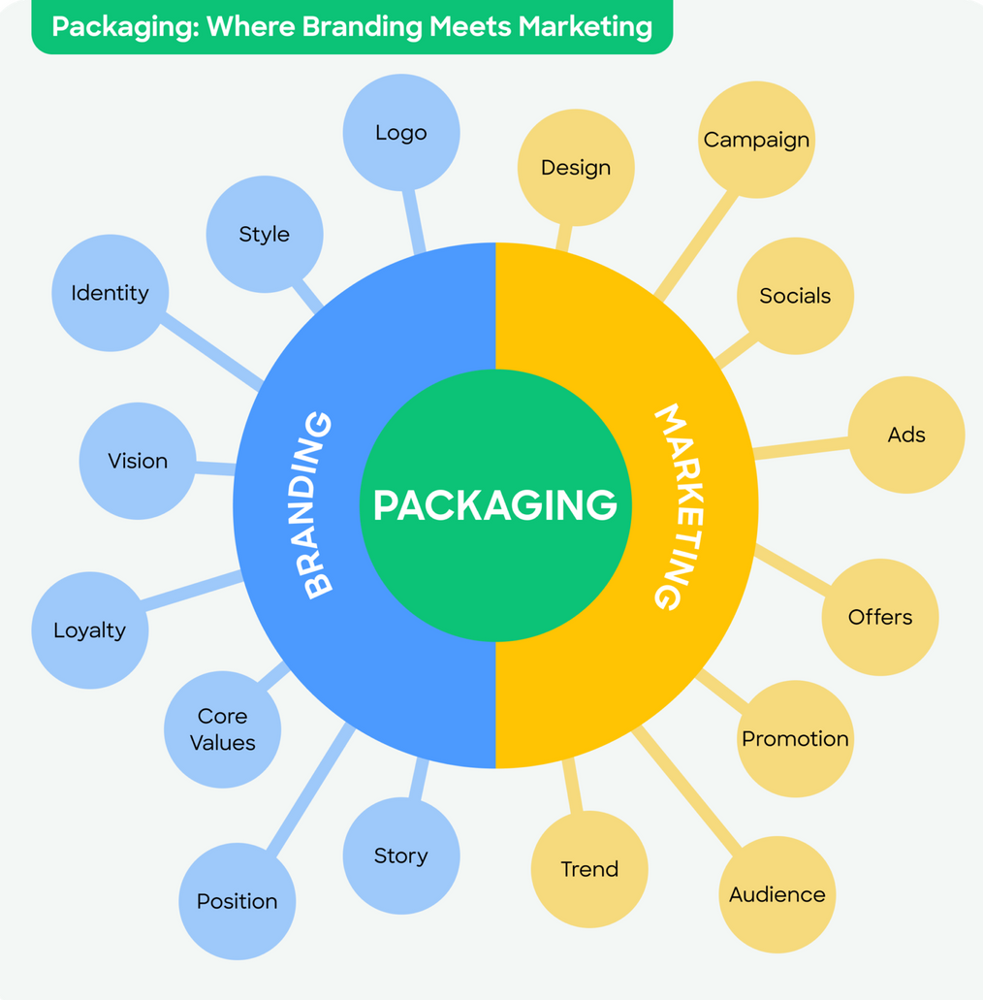 Packaging: Where Branding Meets Marketing
Logo
Design
Campaign
Style
Identity
Socials
Vision
Ads
BRANDING
PACKAGING
MARKETING
Loyalty
Offers
Core
Values
Promotion
Position
Story
Trend
Audience